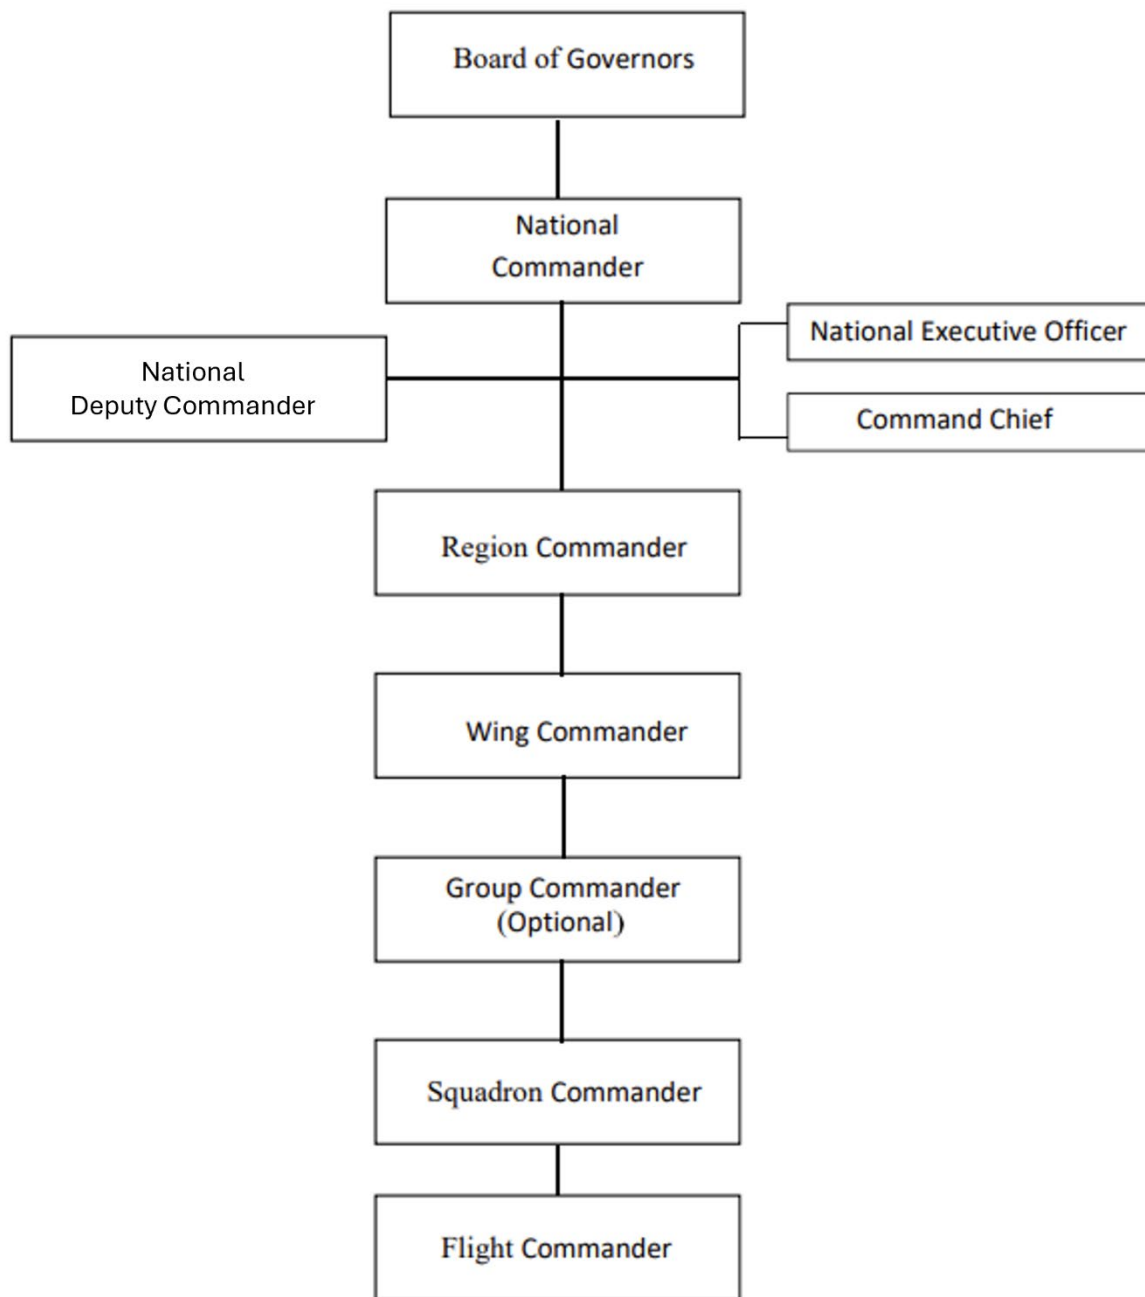 Board of Governors
National
Commander
National Executive Officer
National
Deputy Commander
Command Chief
Region Commander
Wing Commander
Group Commander
(Optional)
Squadron Commander
Flight Commander